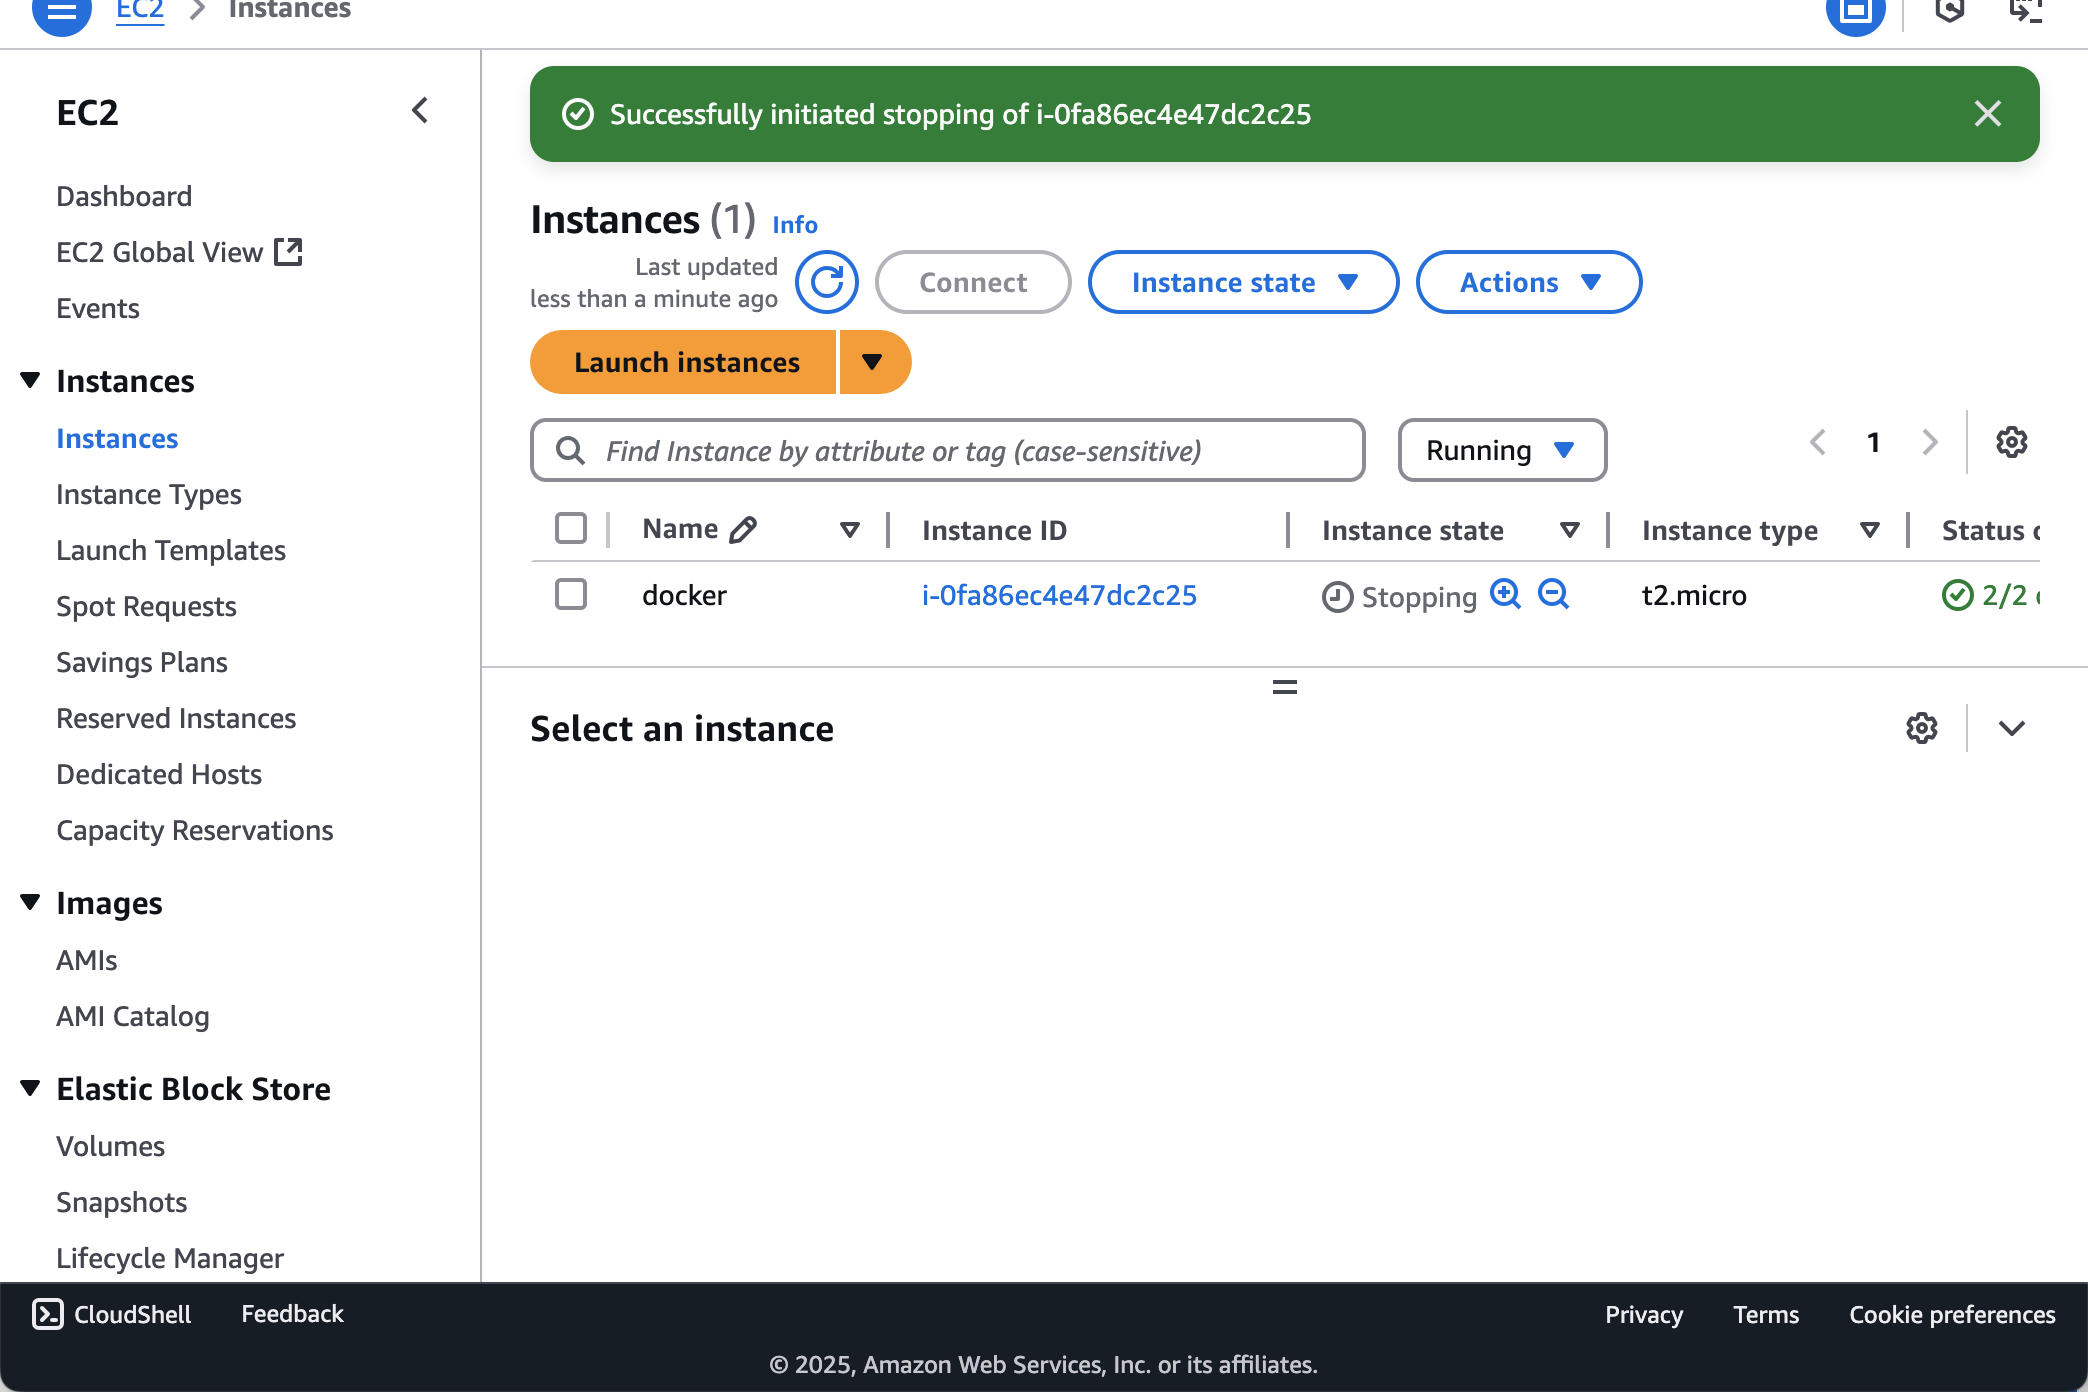 EC2 > Instances
EC2
Dashboard
EC2 Global View
Events
Instances
Instances
Instance Types
Launch Templates
Spot Requests
Savings Plans
Reserved Instances
Dedicated Hosts
Capacity Reservations
Images
AMIs
AMI Catalog
Elastic Block Store
Volumes
Snapshots
Lifecycle Manager
Successfully initiated stopping of i-0fa86ec4e47dc2c25
Instances (1) Info
Last updated
less than a minute ago
Connect Instance state Actions
Launch instances
Find Instance by attribute or tag (case-sensitive) Running 1
Name Instance ID Instance state Instance type Status
docker i-0fa86ec4e47dc2c25 Stopping t2.micro 2/2
Select an instance
CloudShell Feedback Privacy Terms Cookie preferences
© 2025, Amazon Web Services, Inc. or its affiliates.